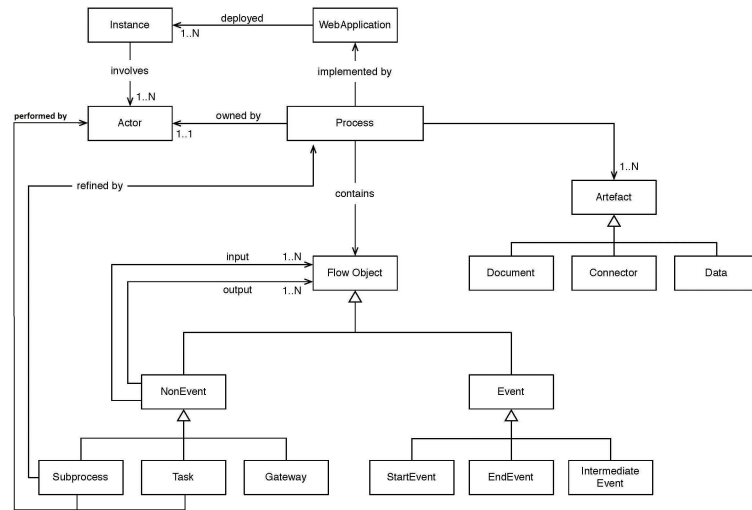 Instance
deployed
WebApplication
1..N
involves
implemented by
1..N
performed by
Actor
owned by
Process
1..1
refined by
contains
1..N
Artefact
input
1..N
Flow Object
output
1..N
Document
Connector
Data
NonEvent
Event
Subprocess
Task
Gateway
StartEvent
EndEvent
Intermediate
Event